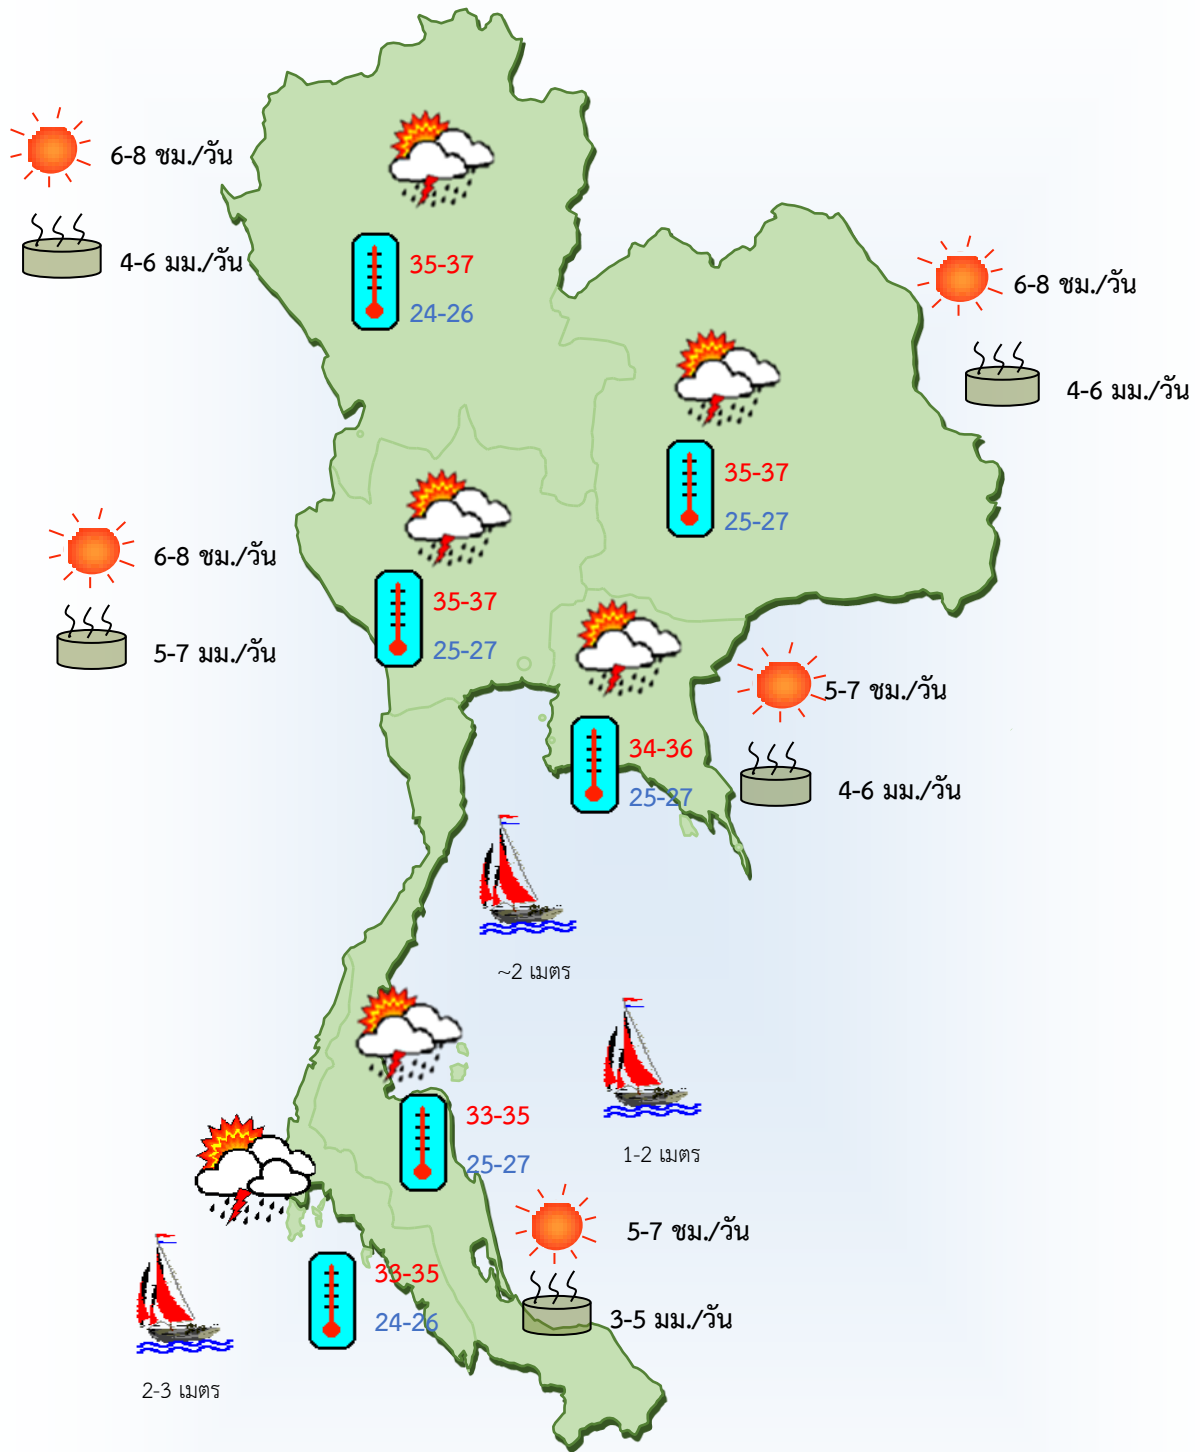 6-8 ชม./วัน
4-6 มม./วัน
35-37
24-26
6-8 ชม./วัน
4-6 มม./วัน
35-37
25-27
6-8 ชม./วัน
5-7 มม./วัน
35-37
25-27
5-7 ชม./วัน
4-6 มม./วัน
34-36
25-27
~2 เมตร
1-2 เมตร
33-35
25-27
5-7 ชม./วัน
3-5 มม./วัน
33-35
24-26
2-3 เมตร